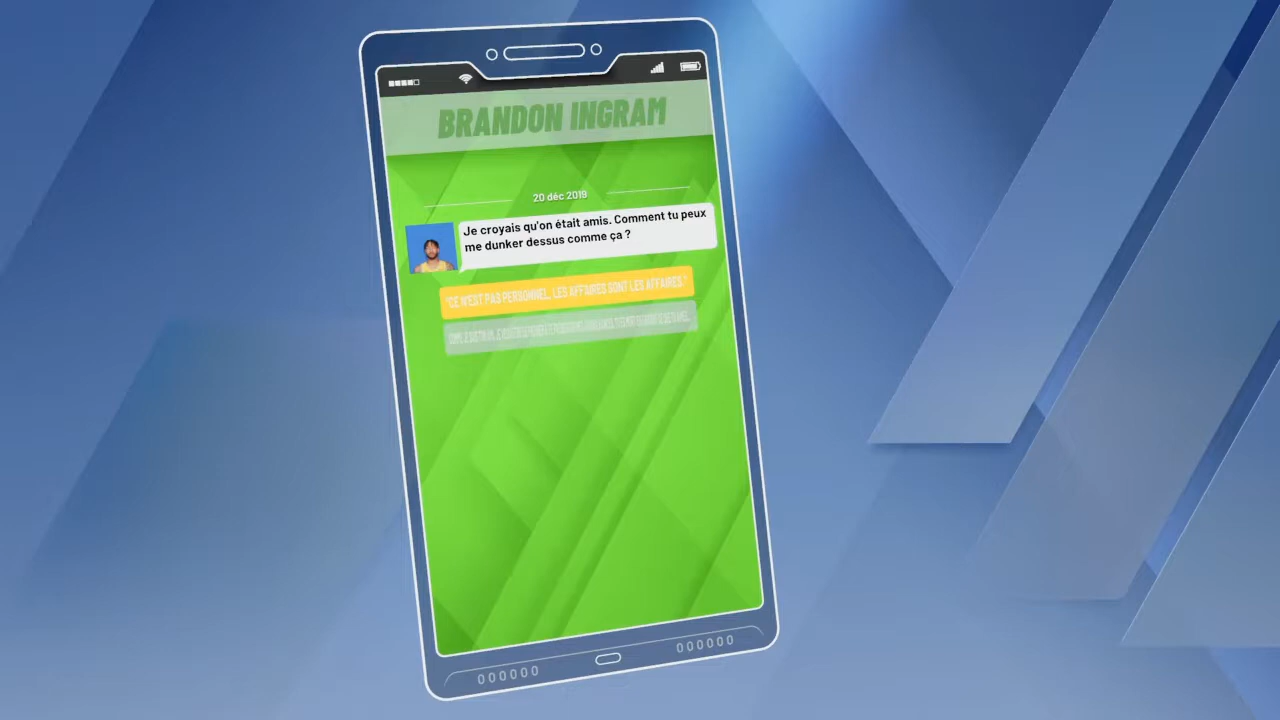 BRANDON INGRAM
20 déc 2019
Je croyais qu'on était amis. Comment tu peux
me dunker dessus comme ça ?
"CE N'EST PAS PERSONNEL, LES AFFAIRES SONT LES AFFAIRES"